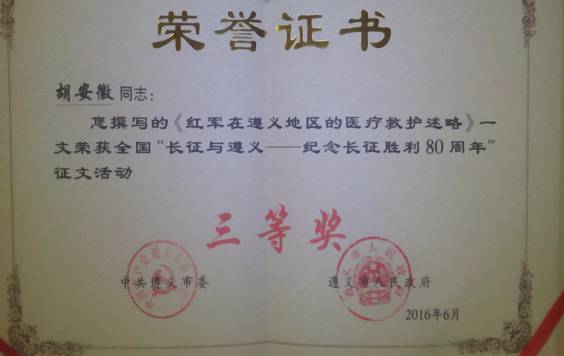 荣誉证书
胡安徽同志：
您撰写的《红军在遵义地区的医疗救护述略》一
文荣获全国“长征与遵义——纪念长征胜利80周年”
征文活动
三等奖
中共遵义市委 遵义市人民政府
2016年6月